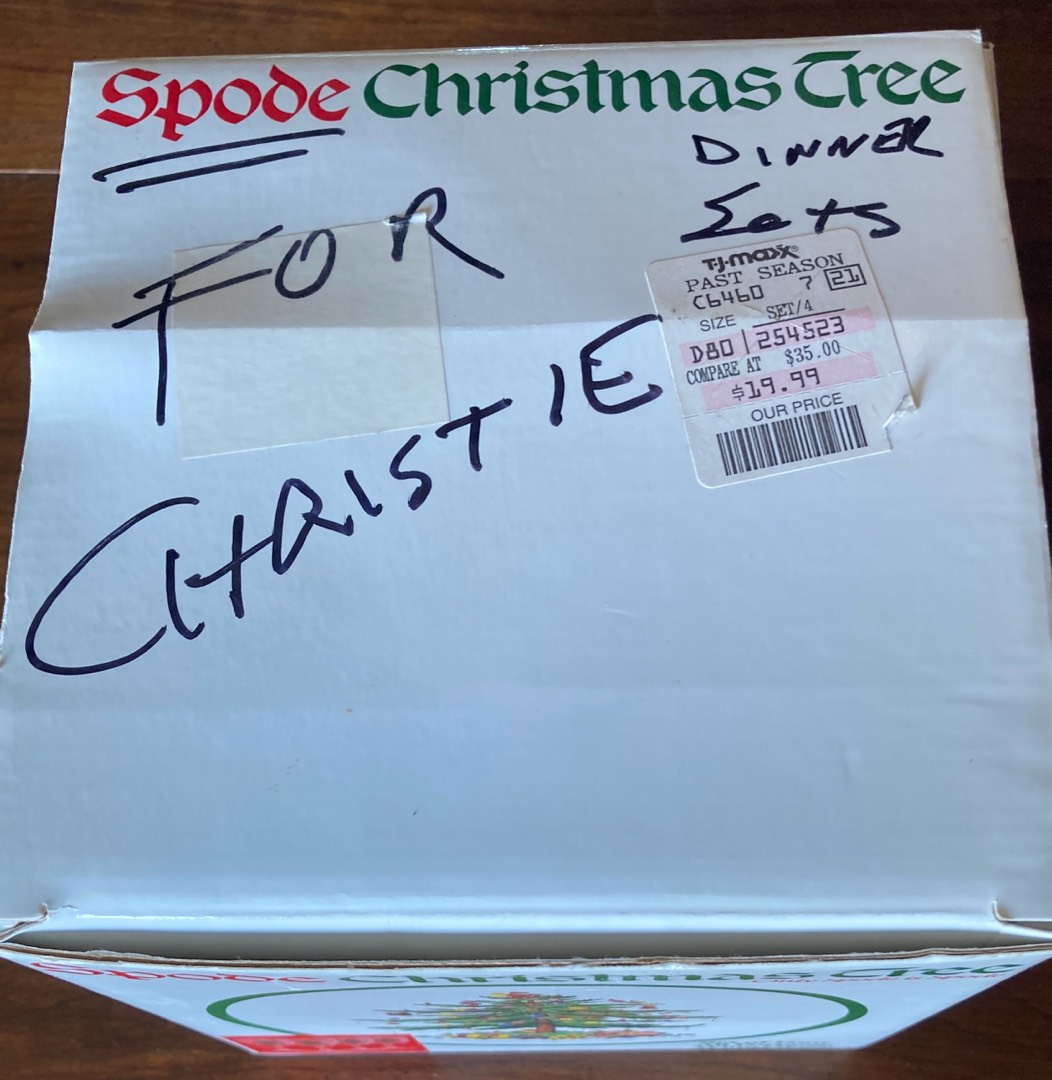 Spode Christmas Tree
DINNER
Sets
FOR
CHRISTIE
T·J·maxx®
PAST SEASON
C6460 7 21
SIZE SET/4
D80 254523
COMPARE AT $35.00
$19.99
OUR PRICE
Spode Christmas Tree